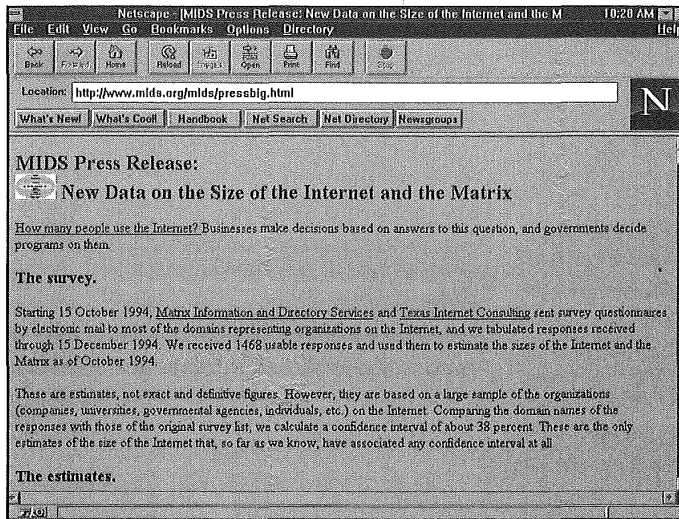 Netscape - [MIDS Press Release: New Data on the Size of the Internet and the M 10:28 AM
File Edit View Go Bookmarks Options Directory Help
Back Forward Home Reload Images Open Print Find Stop
Location: http://www.mids.org/mids/pressbig.html
N
What's New! What's Cool! Handbook Net Search Net Directory Newsgroups
MIDS Press Release:
New Data on the Size of the Internet and the Matrix
How many people use the Internet? Businesses make decisions based on answers to this question, and governments decide
programs on them.
The survey.
Starting 15 October 1994, Matrix Information and Directory Services and Texas Internet Consulting sent survey questionnaires
by electronic mail to most of the domains representing organizations on the Internet, and we tabulated responses received
through 15 December 1994. We received 1468 usable responses and used them to estimate the sizes of the Internet and the
Matrix as of October 1994.
These are estimates, not exact and definitive figures. However, they are based on a large sample of the organizations
(companies, universities, governmental agencies, individuals, etc.) on the Internet. Comparing the domain names of the
responses with those of the original survey list, we calculate a confidence interval of about 38 percent. These are the only
estimates of the size of the Internet that, so far as we know, have associated any confidence interval at all.
The estimates.